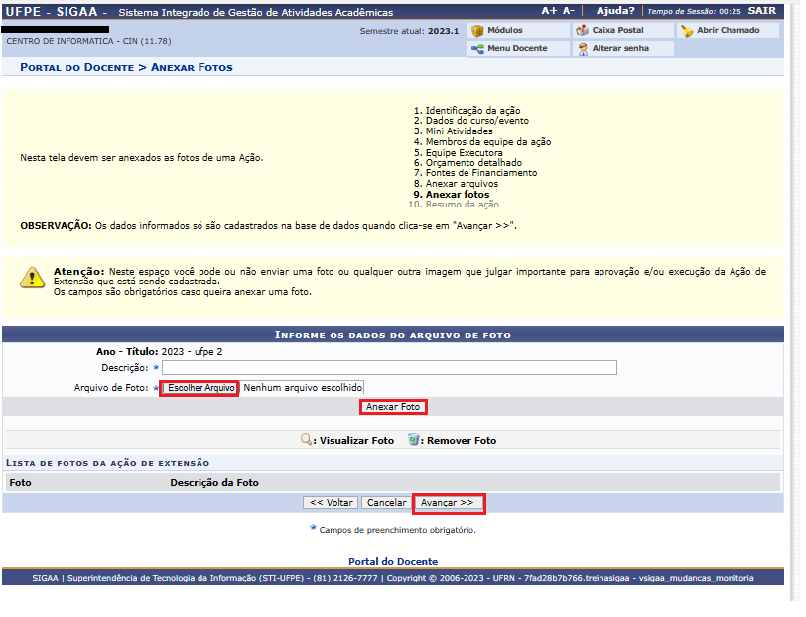 UFPE - SIGAA - Sistema Integrado de Gestão de Atividades Acadêmicas A+ A- Ajuda? Tempo de Sessão: 00:25 SAIR
CENTRO DE INFORMATICA - CIN (11.78)
Semestre atual: 2023.1
Módulos Caixa Postal Abrir Chamado
Menu Docente Alterar senha
PORTAL DO DOCENTE > ANEXAR FOTOS
Nesta tela devem ser anexados as fotos de uma Ação.
1. Identificação da ação
2. Dados do curso/evento
3. Mini Atividades
4. Membros da equipe da ação
5. Equipe Executora
6. Orçamento detalhado
7. Fontes de Financiamento
8. Anexar arquivos
9. Anexar fotos
10. Resumo da ação
OBSERVAÇÃO: Os dados informados só são cadastrados na base de dados quando clica-se em "Avançar >>".
Atenção: Neste espaço você pode ou não enviar uma foto ou qualquer outra imagem que julgar importante para aprovação e/ou execução da Ação de
Extensão que está sendo cadastrada.
Os campos são obrigatórios caso queira anexar uma foto.
INFORME OS DADOS DO ARQUIVO DE FOTO
Ano - Título: 2023 - ufpe 2
Descrição:
Arquivo de Foto: Escolher Arquivo Nenhum arquivo escolhido
Anexar Foto
: Visualizar Foto : Remover Foto
LISTA DE FOTOS DA AÇÃO DE EXTENSÃO
Foto Descrição da Foto
<< Voltar Cancelar Avançar >>
Campos de preenchimento obrigatório.
Portal do Docente
SIGAA | Superintendência de Tecnologia da Informação (STI-UFPE) - (81) 2126-7777 | Copyright © 2006-2023 - UFRN - 7fad28b7b766.treinasigaa - vsigaa_mudancas_monitoria